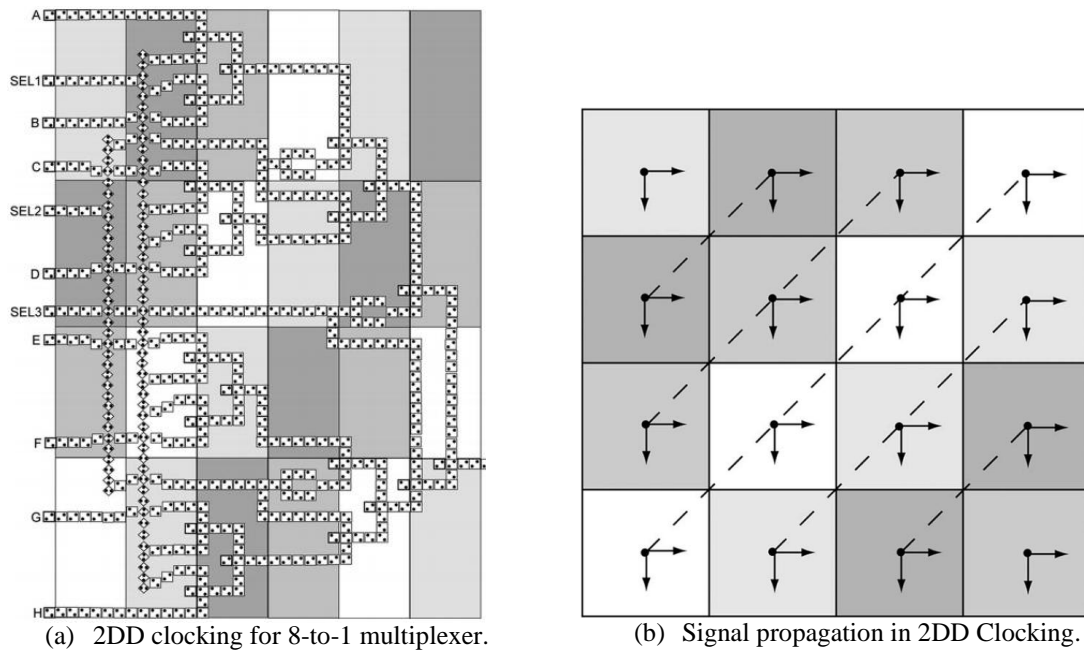 A
SEL1
B
C
SEL2
D
SEL3
E
F
G
H
(a) 2DD clocking for 8-to-1 multiplexer.
(b) Signal propagation in 2DD Clocking.